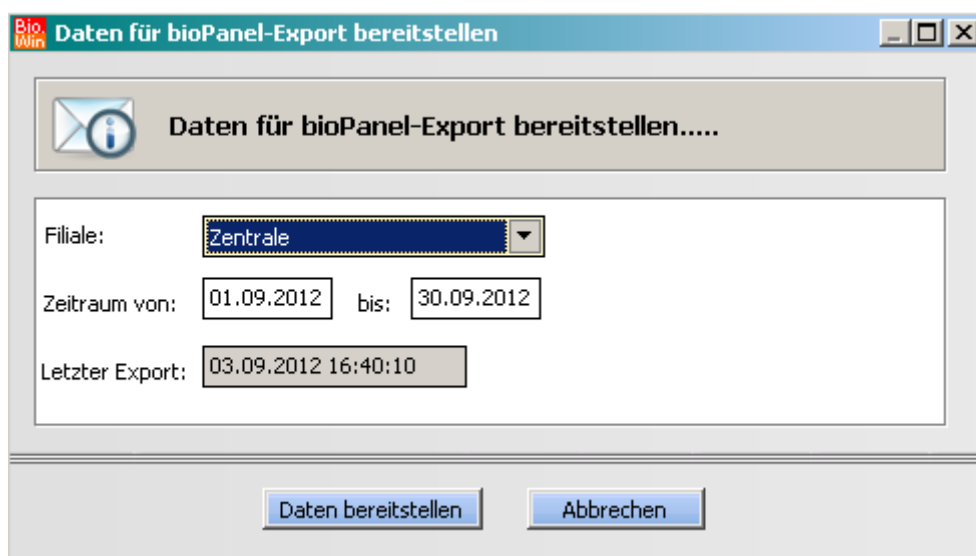 Bio.
Win
Daten für bioPanel-Export bereitstellen
Daten für bioPanel-Export bereitstellen.....
Filiale: Zentrale
Zeitraum von: 01.09.2012 bis: 30.09.2012
Letzter Export: 03.09.2012 16:40:10
Daten bereitstellen Abbrechen